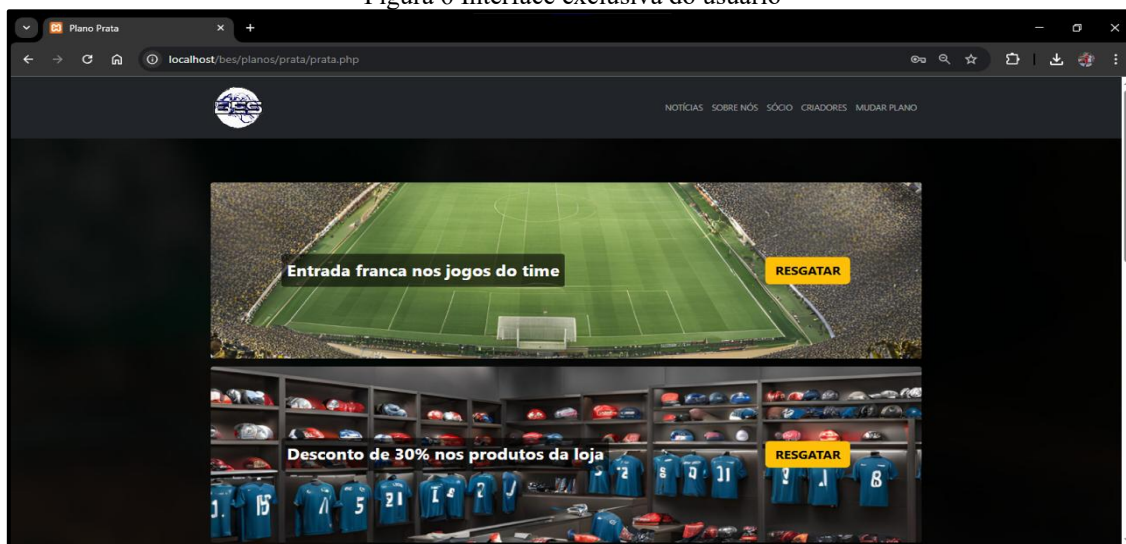 Figura 6 Interface exclusiva do usuário
Plano Prata
localhost/bes/planos/prata/prata.php
BES
NOTÍCIAS SOBRE NÓS SÓCIO CRIADORES MUDAR PLANO
Entrada franca nos jogos do time
RESGATAR
Desconto de 30% nos produtos da loja
RESGATAR